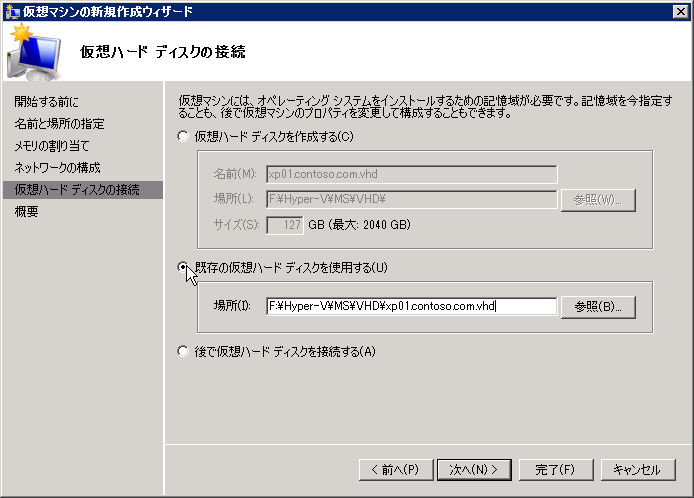 仮想マシンの新規作成ウィザード
仮想ハード ディスクの接続
開始する前に
名前と場所の指定
メモリの割り当て
ネットワークの構成
仮想ハード ディスクの接続
概要
仮想マシンには、オペレーティング システムをインストールするための記憶域が必要です。記憶域を今指定す
ることも、後で仮想マシンのプロパティを変更して構成することもできます。
仮想ハード ディスクを作成する(C)
名前(M): xp01.contoso.com.vhd
場所(L): F:¥Hyper-V¥MS¥VHD¥ 参照(W)...
サイズ(S): 127 GB (最大: 2040 GB)
既存の仮想ハード ディスクを使用する(U)
場所(I): F:¥Hyper-V¥MS¥VHD¥xp01.contoso.com.vhd 参照(B)...
後で仮想ハード ディスクを接続する(A)
< 前へ(P) 次へ(N) > 完了(F) キャンセル